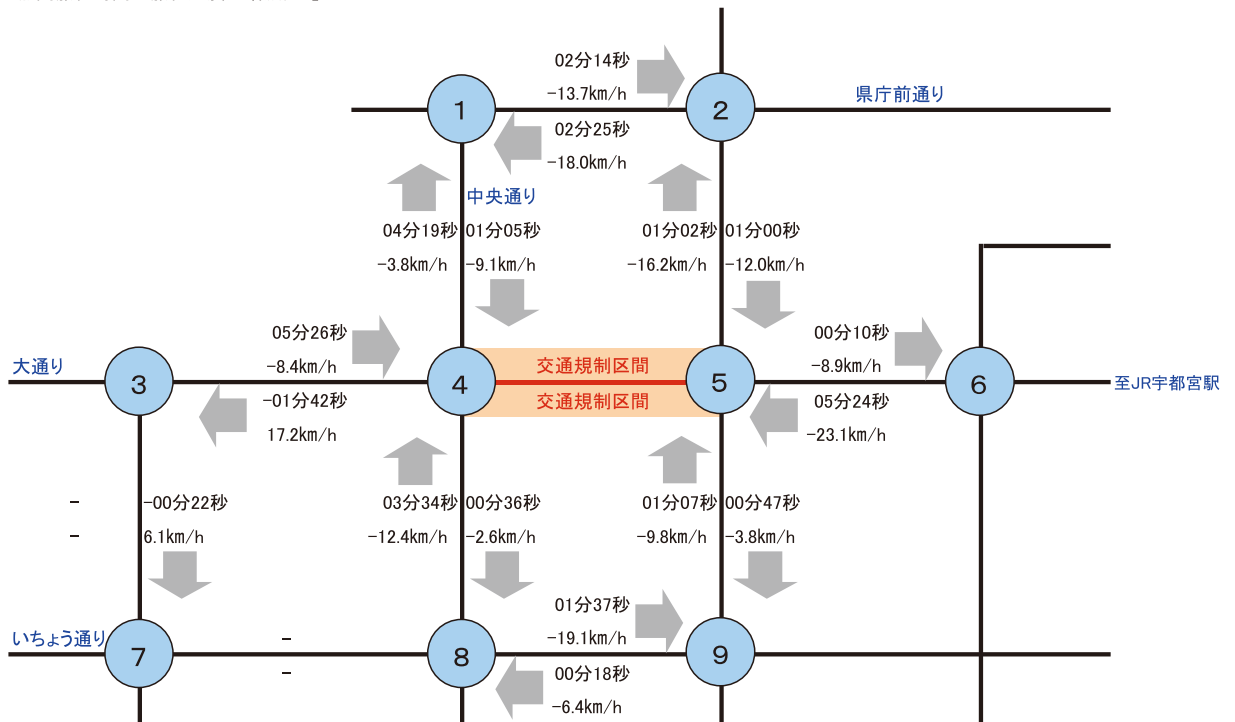 02分14秒
-13.7km/h
県庁前通り
1
2
02分25秒
-18.0km/h
中央通り
04分19秒
01分05秒
01分02秒
01分00秒
-3.8km/h
-9.1km/h
-16.2km/h
-12.0km/h
05分26秒
00分10秒
大通り
-8.4km/h
交通規制区間
-8.9km/h
3
4
5
6
至JR宇都宮駅
-01分42秒
交通規制区間
05分24秒
17.2km/h
-23.1km/h
-
-00分22秒
03分34秒
00分36秒
01分07秒
00分47秒
-
6.1km/h
-12.4km/h
-2.6km/h
-9.8km/h
-3.8km/h
01分37秒
いちょう通り
-
-19.1km/h
7
8
9
-
00分18秒
-6.4km/h